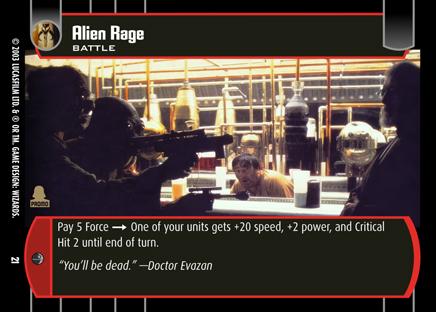 Alien Rage
BATTLE
© 2003 LUCASFILM LTD. & ® OR TM. GAME DESIGN: WIZARDS.
PROMO
21
Pay 5 Force → One of your units gets +20 speed, +2 power, and Critical
Hit 2 until end of turn.
“You’ll be dead.” —Doctor Evazan